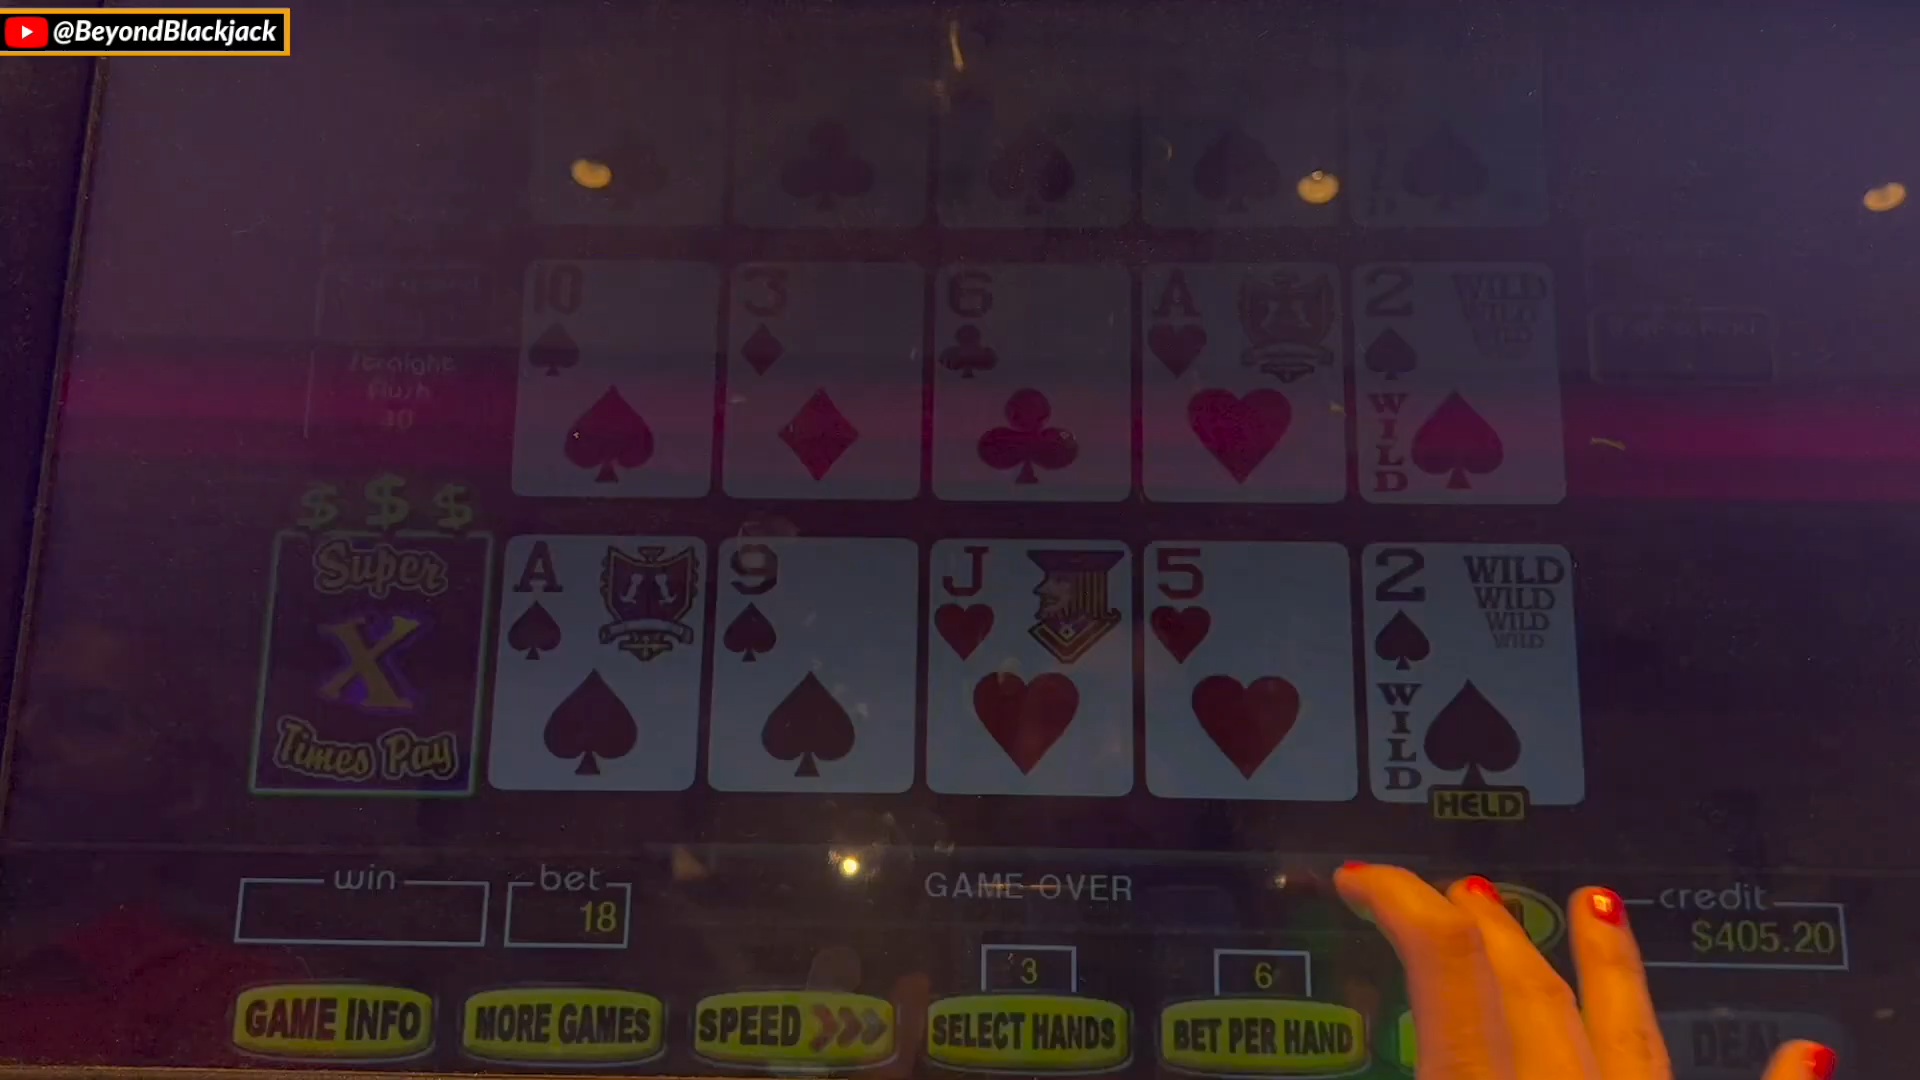 @BeyondBlackjack
10 3 6 A 2 WILD
WILD
WILD
straight
flush
WILD
$ $ $
Super
X
Times Pay
A 9 J 5 2 WILD
WILD
WILD
WILD
WILD
HELD
win
bet
18
GAME OVER
credit
$405.20
3
6
GAME INFO
MORE GAMES
SPEED
SELECT HANDS
BET PER HAND
DEAL